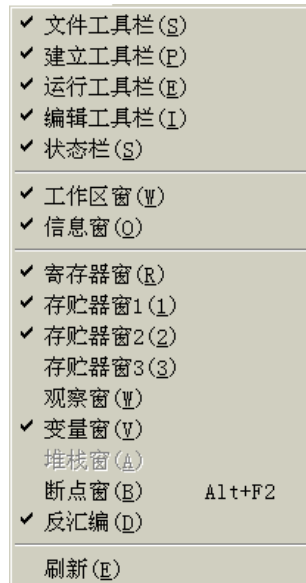 文件工具栏(S)
建立工具栏(P)
运行工具栏(E)
编辑工具栏(I)
状态栏(S)
工作区窗(W)
信息窗(O)
寄存器窗(R)
存贮器窗1(1)
存贮器窗2(2)
存贮器窗3(3)
观察窗(W)
变量窗(V)
堆栈窗(A)
断点窗(B) Alt+F2
反汇编(D)
刷新(E)